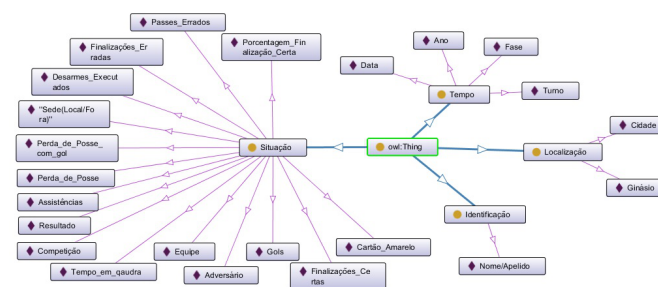 Passes_Errados
Finalizações_Er
radas
Porcentagem_Fin
alização_Certa
Desarmes_Execut
ados
"Sede(Local/Fo
ra)"
Perda_de_Posse_
com_gol
Perda_de_Posse
Assistências
Resultado
Competição
Tempo_em_qaudra
Equipe
Adversário
Gols
Finalizações_Ce
rtas
Cartão_Amarelo
Situação
owl:Thing
Ano
Fase
Data
Turno
Tempo
Cidade
Localização
Ginásio
Identificação
Nome/Apelido